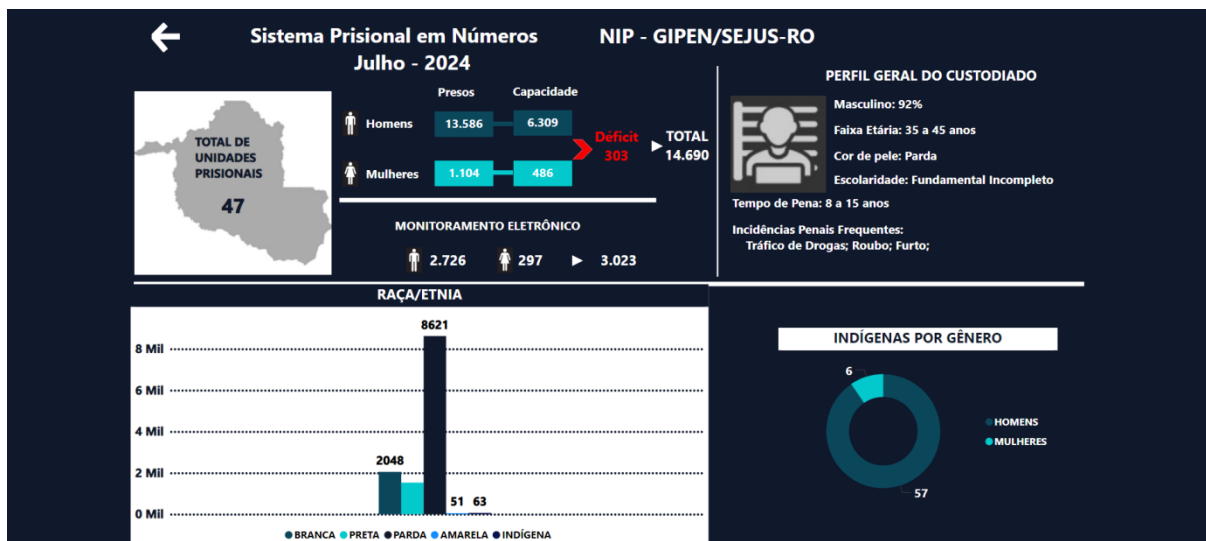 Sistema Prisional em Números
Julho - 2024
NIP - GIPEN/SEJUS-RO
TOTAL DE
UNIDADES
PRISIONAIS
47
Presos
Capacidade
Homens
13.586
6.309
Mulheres
1.104
486
Déficit
303
TOTAL
14.690
MONITORAMENTO ELETRÔNICO
2.726
297
3.023
PERFIL GERAL DO CUSTODIADO
Masculino: 92%
Faixa Etária: 35 a 45 anos
Cor de pele: Parda
Escolaridade: Fundamental Incompleto
Tempo de Pena: 8 a 15 anos
Incidências Penais Frequentes:
Tráfico de Drogas; Roubo; Furto;
RAÇA/ETNIA
8 Mil
6 Mil
4 Mil
2 Mil
0 Mil
2048
8621
51
63
BRANCA
PRETA
PARDA
AMARELA
INDÍGENA
INDÍGENAS POR GÊNERO
6
57
HOMENS
MULHERES